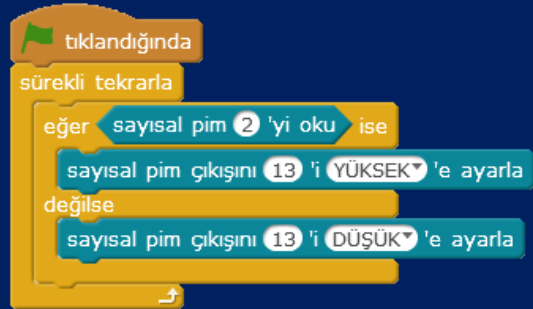 tıklandığında
sürekli tekrarla
eğer sayısal pim 2 'yi oku ise
sayısal pim çıkışını 13 'i YÜKSEK 'e ayarla
değilse
sayısal pim çıkışını 13 'i DÜŞÜK 'e ayarla